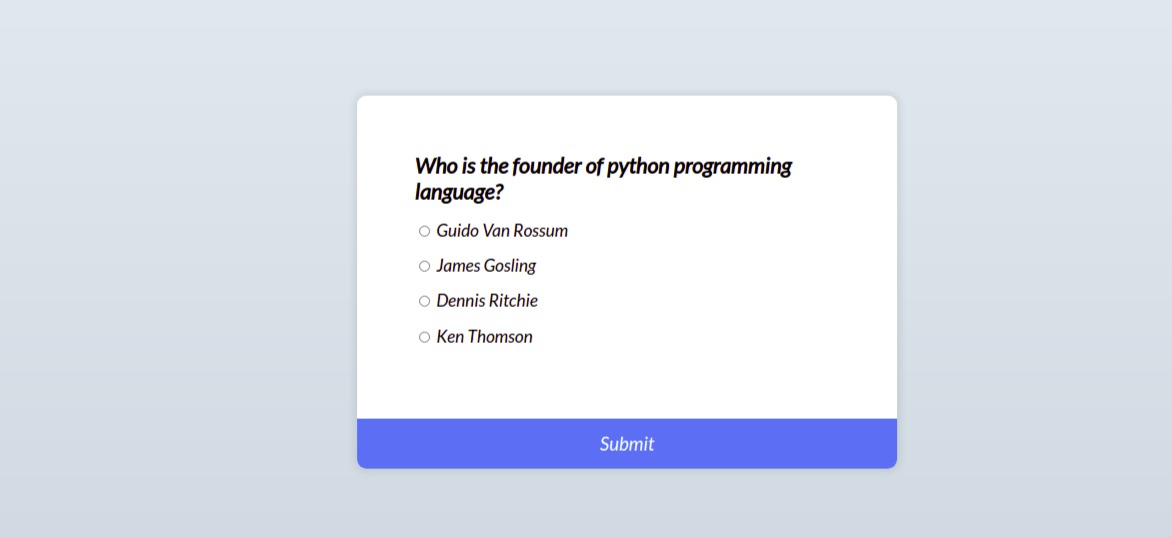 Who is the founder of python programming
language?
Guido Van Rossum
James Gosling
Dennis Ritchie
Ken Thomson
Submit